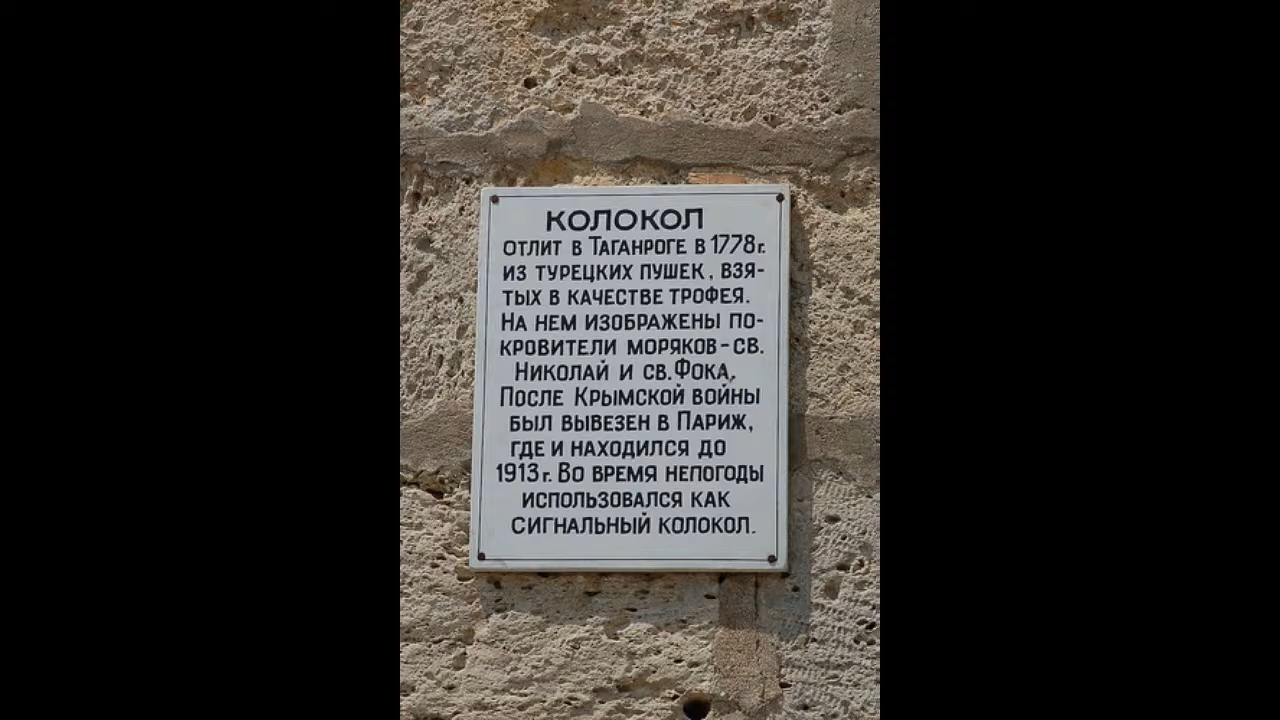 КОЛОКОЛ
ОТЛИТ В ТАГАНРОГЕ В 1778 г.
ИЗ ТУРЕЦКИХ ПУШЕК, ВЗЯ-
ТЫХ В КАЧЕСТВЕ ТРОФЕЯ.
НА НЕМ ИЗОБРАЖЕНЫ ПО-
КРОВИТЕЛИ МОРЯКОВ - СВ.
НИКОЛАЙ И СВ. ФОКА.
ПОСЛЕ КРЫМСКОЙ ВОЙНЫ
БЫЛ ВЫВЕЗЕН В ПАРИЖ,
ГДЕ И НАХОДИЛСЯ ДО
1913 г. ВО ВРЕМЯ НЕПОГОДЫ
ИСПОЛЬЗОВАЛСЯ КАК
СИГНАЛЬНЫЙ КОЛОКОЛ.